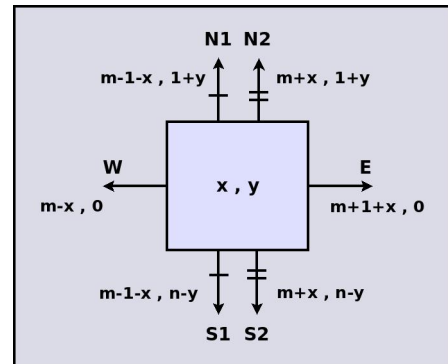 N1 N2
m-1-x , 1+y m+x , 1+y
W E
x , y
m-x , 0 m+1+x , 0
m-1-x , n-y m+x , n-y
S1 S2